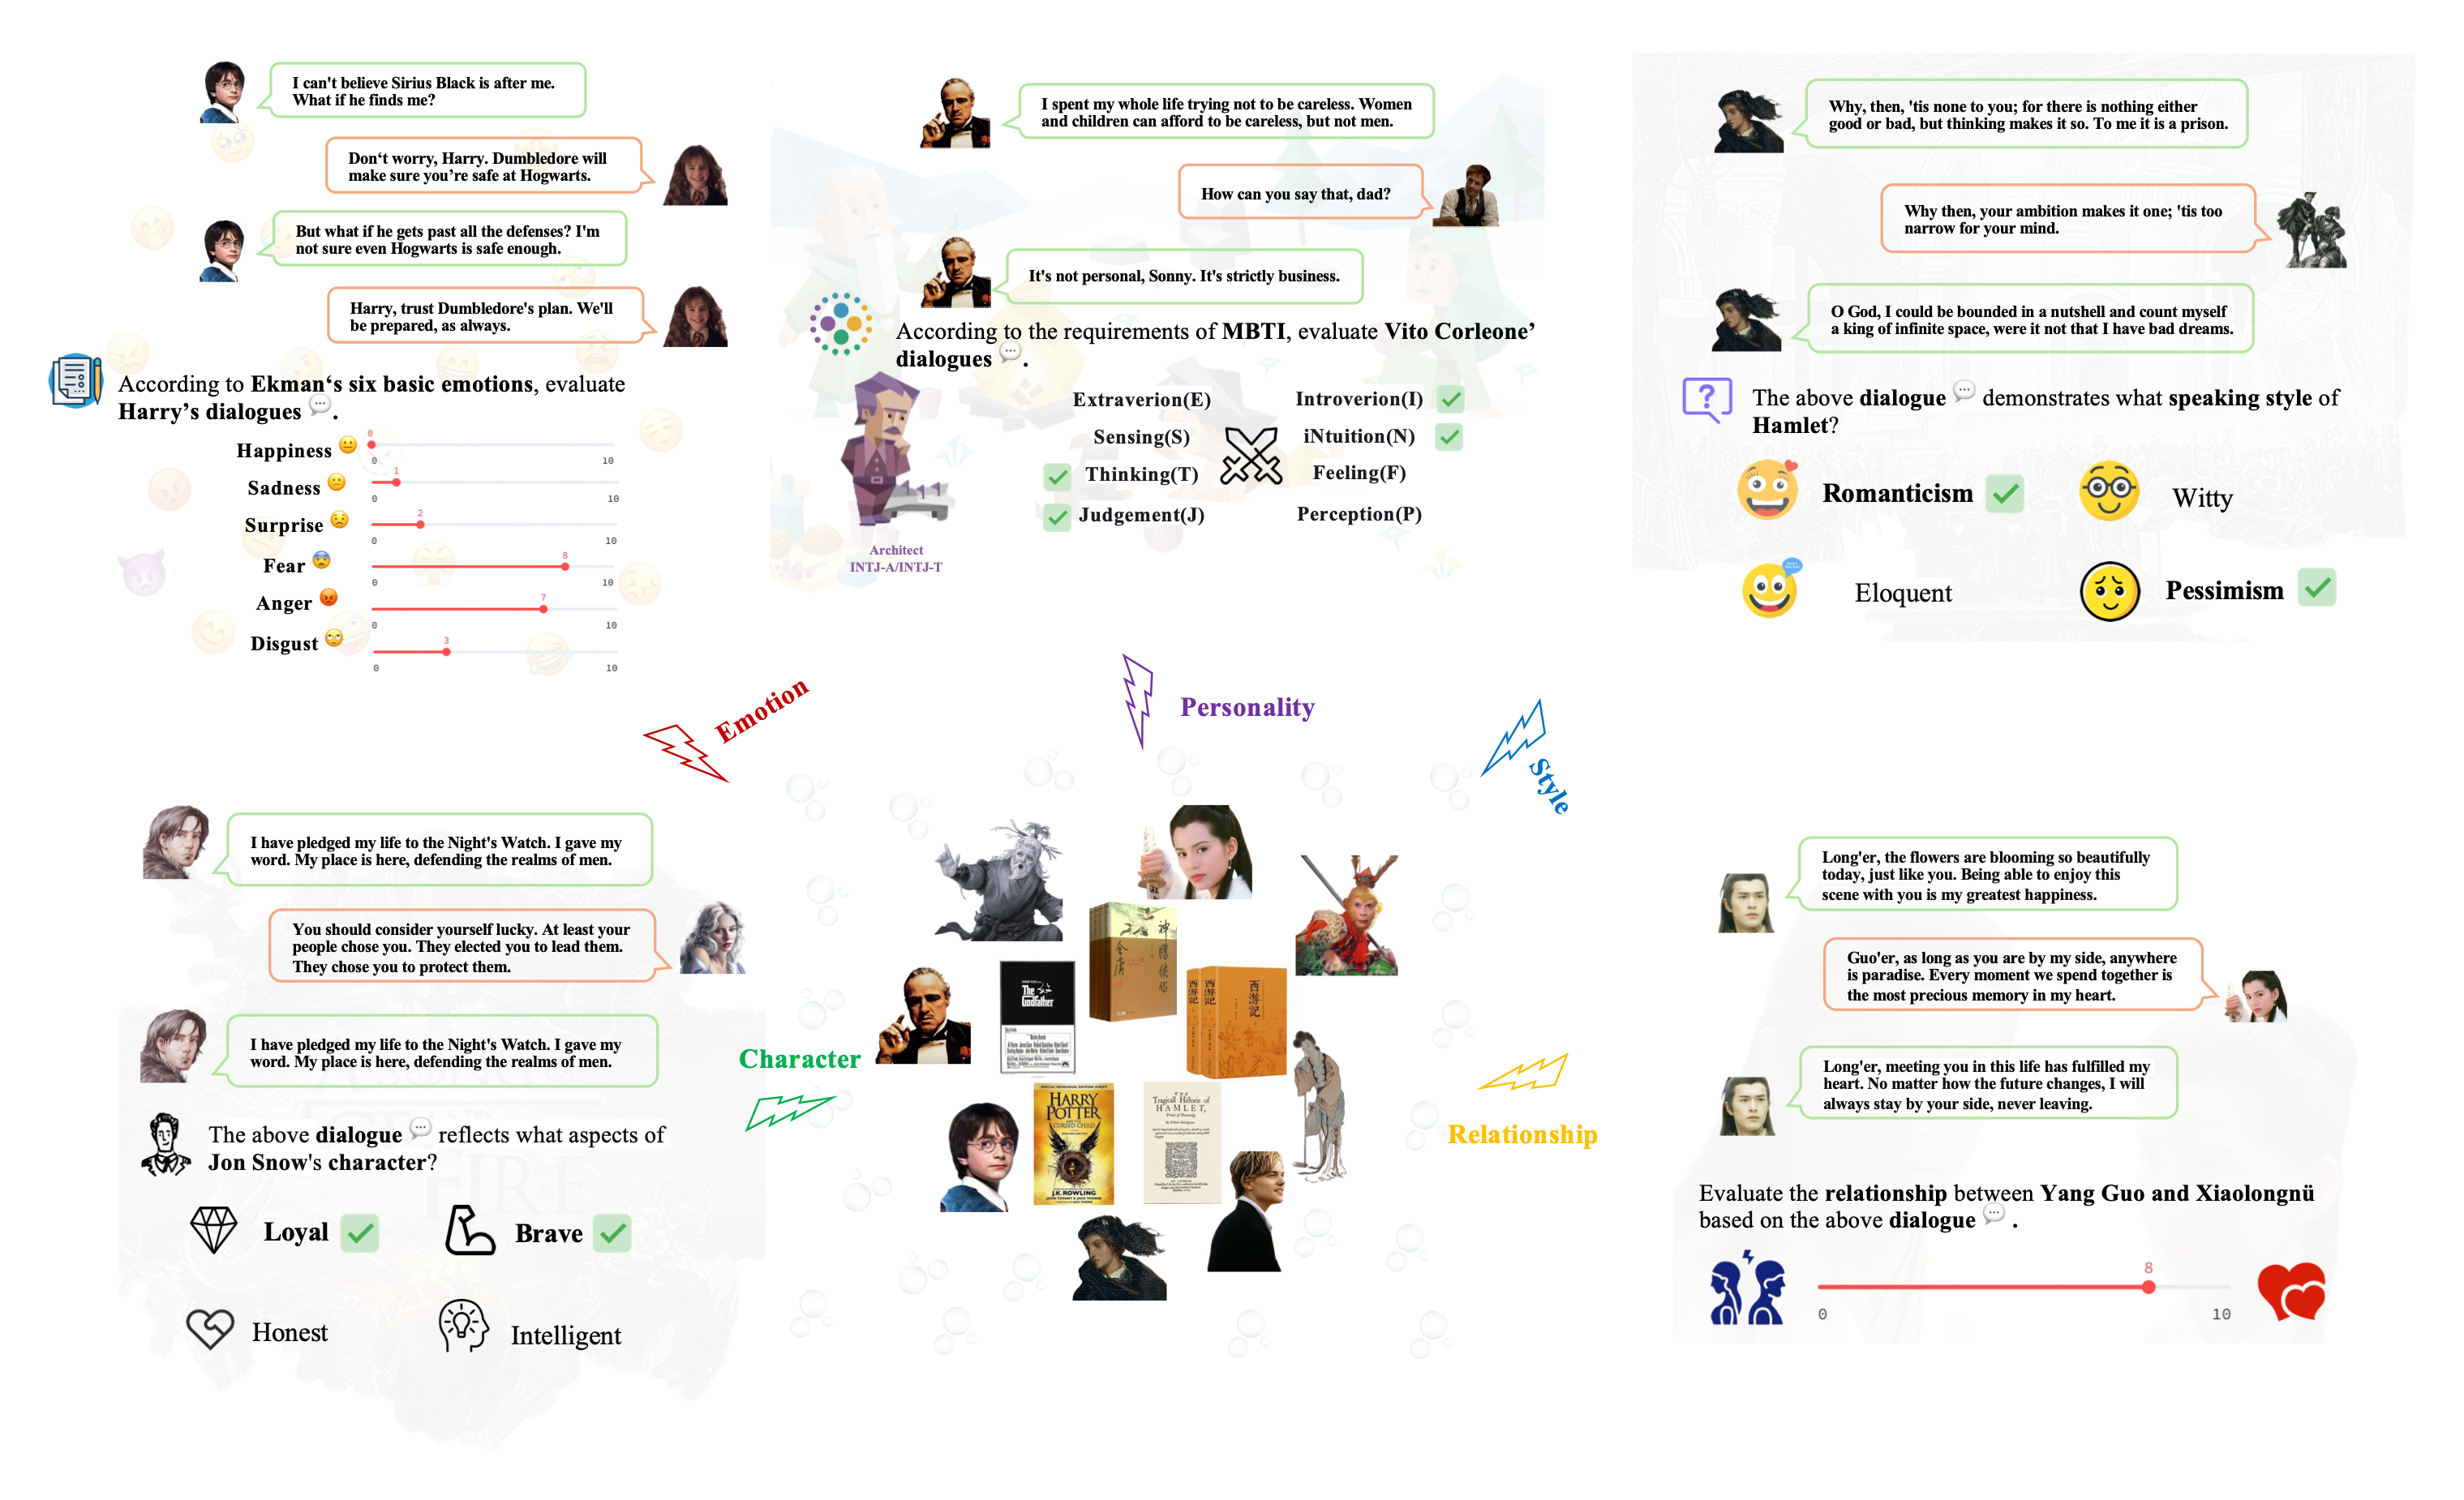 I can't believe Sirius Black is after me.
What if he finds me?
Don‘t worry, Harry. Dumbledore will
make sure you’re safe at Hogwarts.
But what if he gets past all the defenses? I'm
not sure even Hogwarts is safe enough.
Harry, trust Dumbledore's plan. We'll
be prepared, as always.
According to Ekman‘s six basic emotions, evaluate
Harry’s dialogues .
Happiness 0 0 10
Sadness 1 0 10
Surprise 2 0 10
Fear 8 0 10
Anger 7 0 10
Disgust 3 0 10
I spent my whole life trying not to be careless. Women
and children can afford to be careless, but not men.
How can you say that, dad?
It's not personal, Sonny. It's strictly business.
According to the requirements of MBTI, evaluate Vito Corleone’
dialogues .
Extraverion(E) Introverion(I)
Sensing(S) iNtuition(N)
Thinking(T) Feeling(F)
Judgement(J) Perception(P)
Architect
INTJ-A/INTJ-T
Why, then, 'tis none to you; for there is nothing either
good or bad, but thinking makes it so. To me it is a prison.
Why then, your ambition makes it one; 'tis too
narrow for your mind.
O God, I could be bounded in a nutshell and count myself
a king of infinite space, were it not that I have bad dreams.
The above dialogue demonstrates what speaking style of
Hamlet?
Romanticism Witty
Eloquent Pessimism
Emotion
Personality
Style
Character
Relationship
I have pledged my life to the Night's Watch. I gave my
word. My place is here, defending the realms of men.
You should consider yourself lucky. At least your
people chose you. They elected you to lead them.
They chose you to protect them.
I have pledged my life to the Night's Watch. I gave my
word. My place is here, defending the realms of men.
The above dialogue reflects what aspects of
Jon Snow's character?
Loyal Brave
Honest Intelligent
神鵰俠侶
金庸
The
Godfather
西游記
西游記
西游記
HARRY
POTTER
AND THE
CURSED CHILD
J.K.ROWLING
THE
Tragicall Historie of
HAMLET,
Long'er, the flowers are blooming so beautifully
today, just like you. Being able to enjoy this
scene with you is my greatest happiness.
Guo'er, as long as you are by my side, anywhere
is paradise. Every moment we spend together is
the most precious memory in my heart.
Long'er, meeting you in this life has fulfilled my
heart. No matter how the future changes, I will
always stay by your side, never leaving.
Evaluate the relationship between Yang Guo and Xiaolongnü
based on the above dialogue .
8
0 10